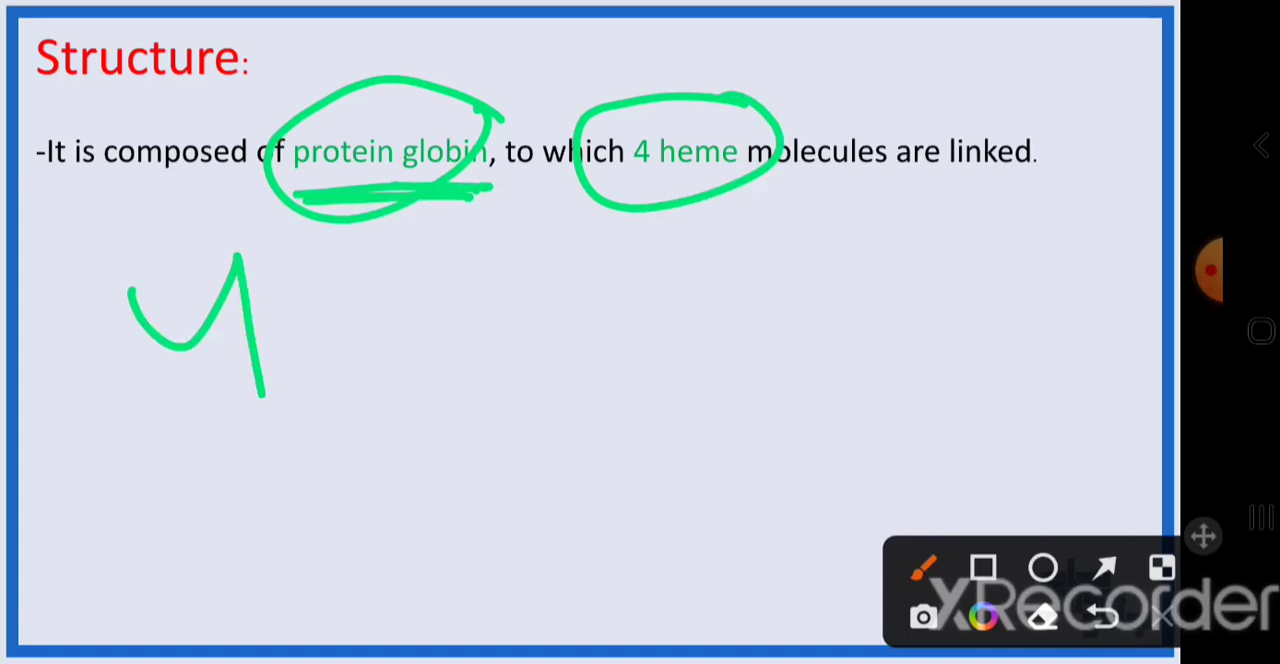 Structure:
-It is composed of protein globin, to which 4 heme molecules are linked.
4
XRecorder